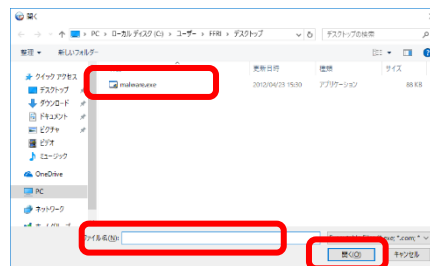 開く
PC › ローカル ディスク (C:) › ユーザー › FFRI › デスクトップ
デスクトップの検索
整理 ▾ 新しいフォルダー
更新日時 種類 サイズ
クイック アクセス
デスクトップ
ダウンロード
ドキュメント
ピクチャ
ビデオ
ミュージック
OneDrive
PC
ネットワーク
malware.exe 2012/04/23 15:30 アプリケーション 86 KB
ファイル名(N):
開く(O) キャンセル